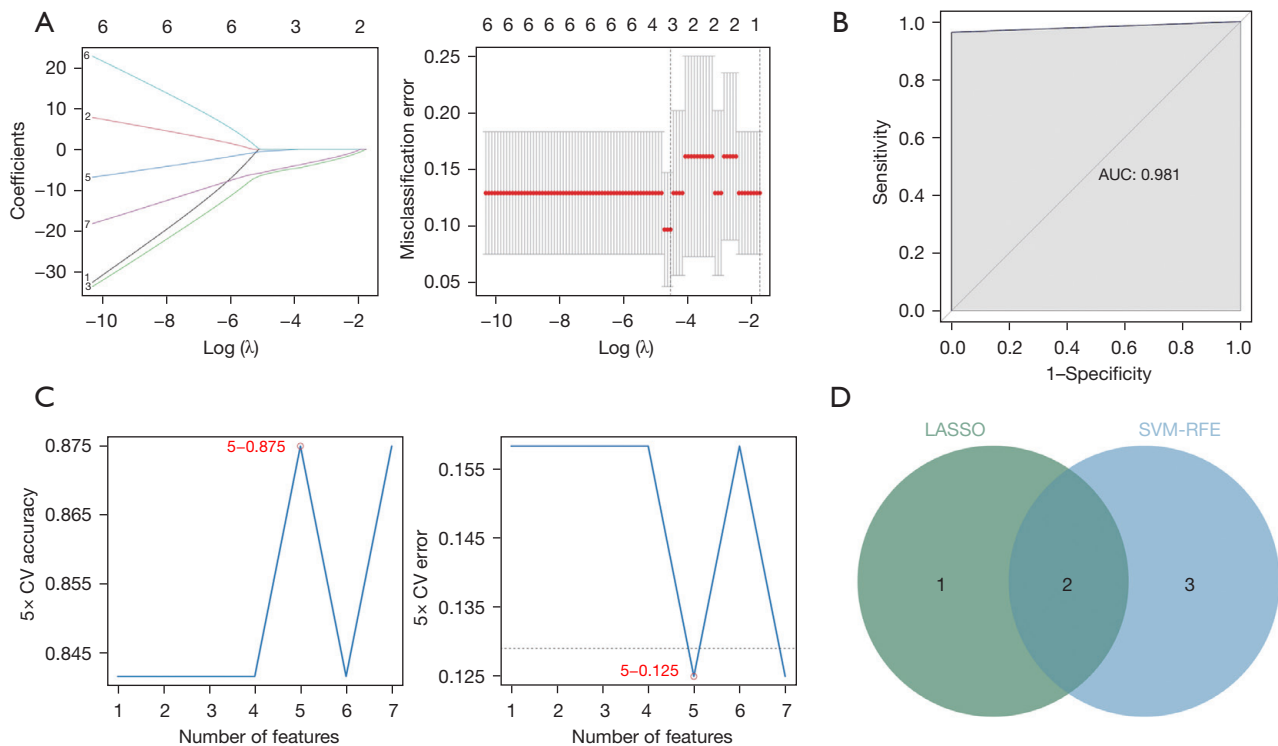 A
6 6 6 3 2
20
10
0
−10
−20
−30
Coefficients
6
2
5
7
1
3
−10 −8 −6 −4 −2
Log (λ)
6 6 6 6 6 6 6 6 6 4 3 2 2 2 1
0.25
0.20
0.15
0.10
0.05
Misclassification error
−10 −8 −6 −4 −2
Log (λ)
B
1.0
0.8
0.6
0.4
0.2
0.0
Sensitivity
AUC: 0.981
0.0 0.2 0.4 0.6 0.8 1.0
1−Specificity
C
0.875
0.865
0.855
0.845
5× CV accuracy
5−0.875
1 2 3 4 5 6 7
Number of features
0.155
0.145
0.135
0.125
5× CV error
5−0.125
1 2 3 4 5 6 7
Number of features
D
LASSO SVM-RFE
1 2 3